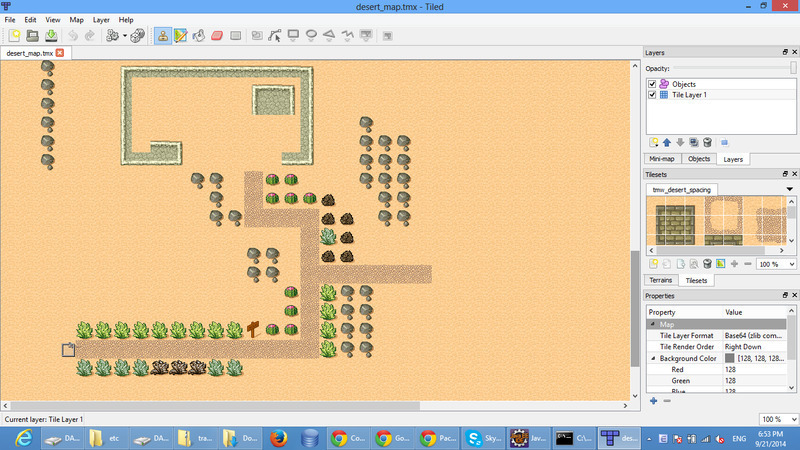 desert_map.tmx - Tiled
File Edit View Map Layer Help
desert_map.tmx
Layers
Opacity:
Objects
Tile Layer 1
Mini-map Objects Layers
Tilesets
tmw_desert_spacing
100 %
Terrains Tilesets
Properties
Property Value
Map
Tile Layer Format Base64 (zlib com...
Tile Render Order Right Down
Background Color [128, 128, 128...
Red 128
Green 128
Blue 128
Current layer: Tile Layer 1
100 %
DA... etc DA... tra... Do... Co... Go... Pac... Sky... Jav... C:\... des...
ENG
6:53 PM
9/21/2014